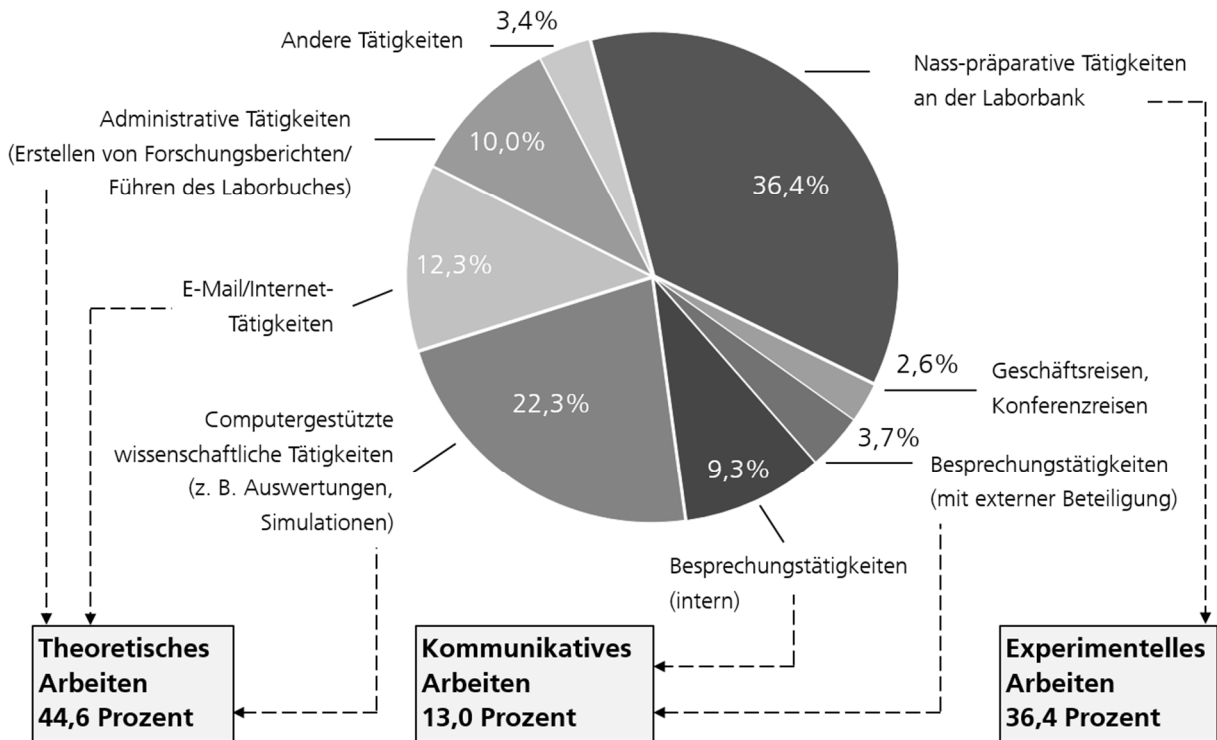 3,4%
Andere Tätigkeiten
Nass-präparative Tätigkeiten
an der Laborbank
Administrative Tätigkeiten
(Erstellen von Forschungsberichten/
Führen des Laborbuches)
10,0%
36,4%
12,3%
E-Mail/Internet-
Tätigkeiten
2,6%
Geschäftsreisen,
Konferenzreisen
22,3%
Computergestützte
wissenschaftliche Tätigkeiten
(z. B. Auswertungen,
Simulationen)
3,7%
Besprechungstätigkeiten
(mit externer Beteiligung)
9,3%
Besprechungstätigkeiten
(intern)
Theoretisches
Arbeiten
44,6 Prozent
Kommunikatives
Arbeiten
13,0 Prozent
Experimentelles
Arbeiten
36,4 Prozent